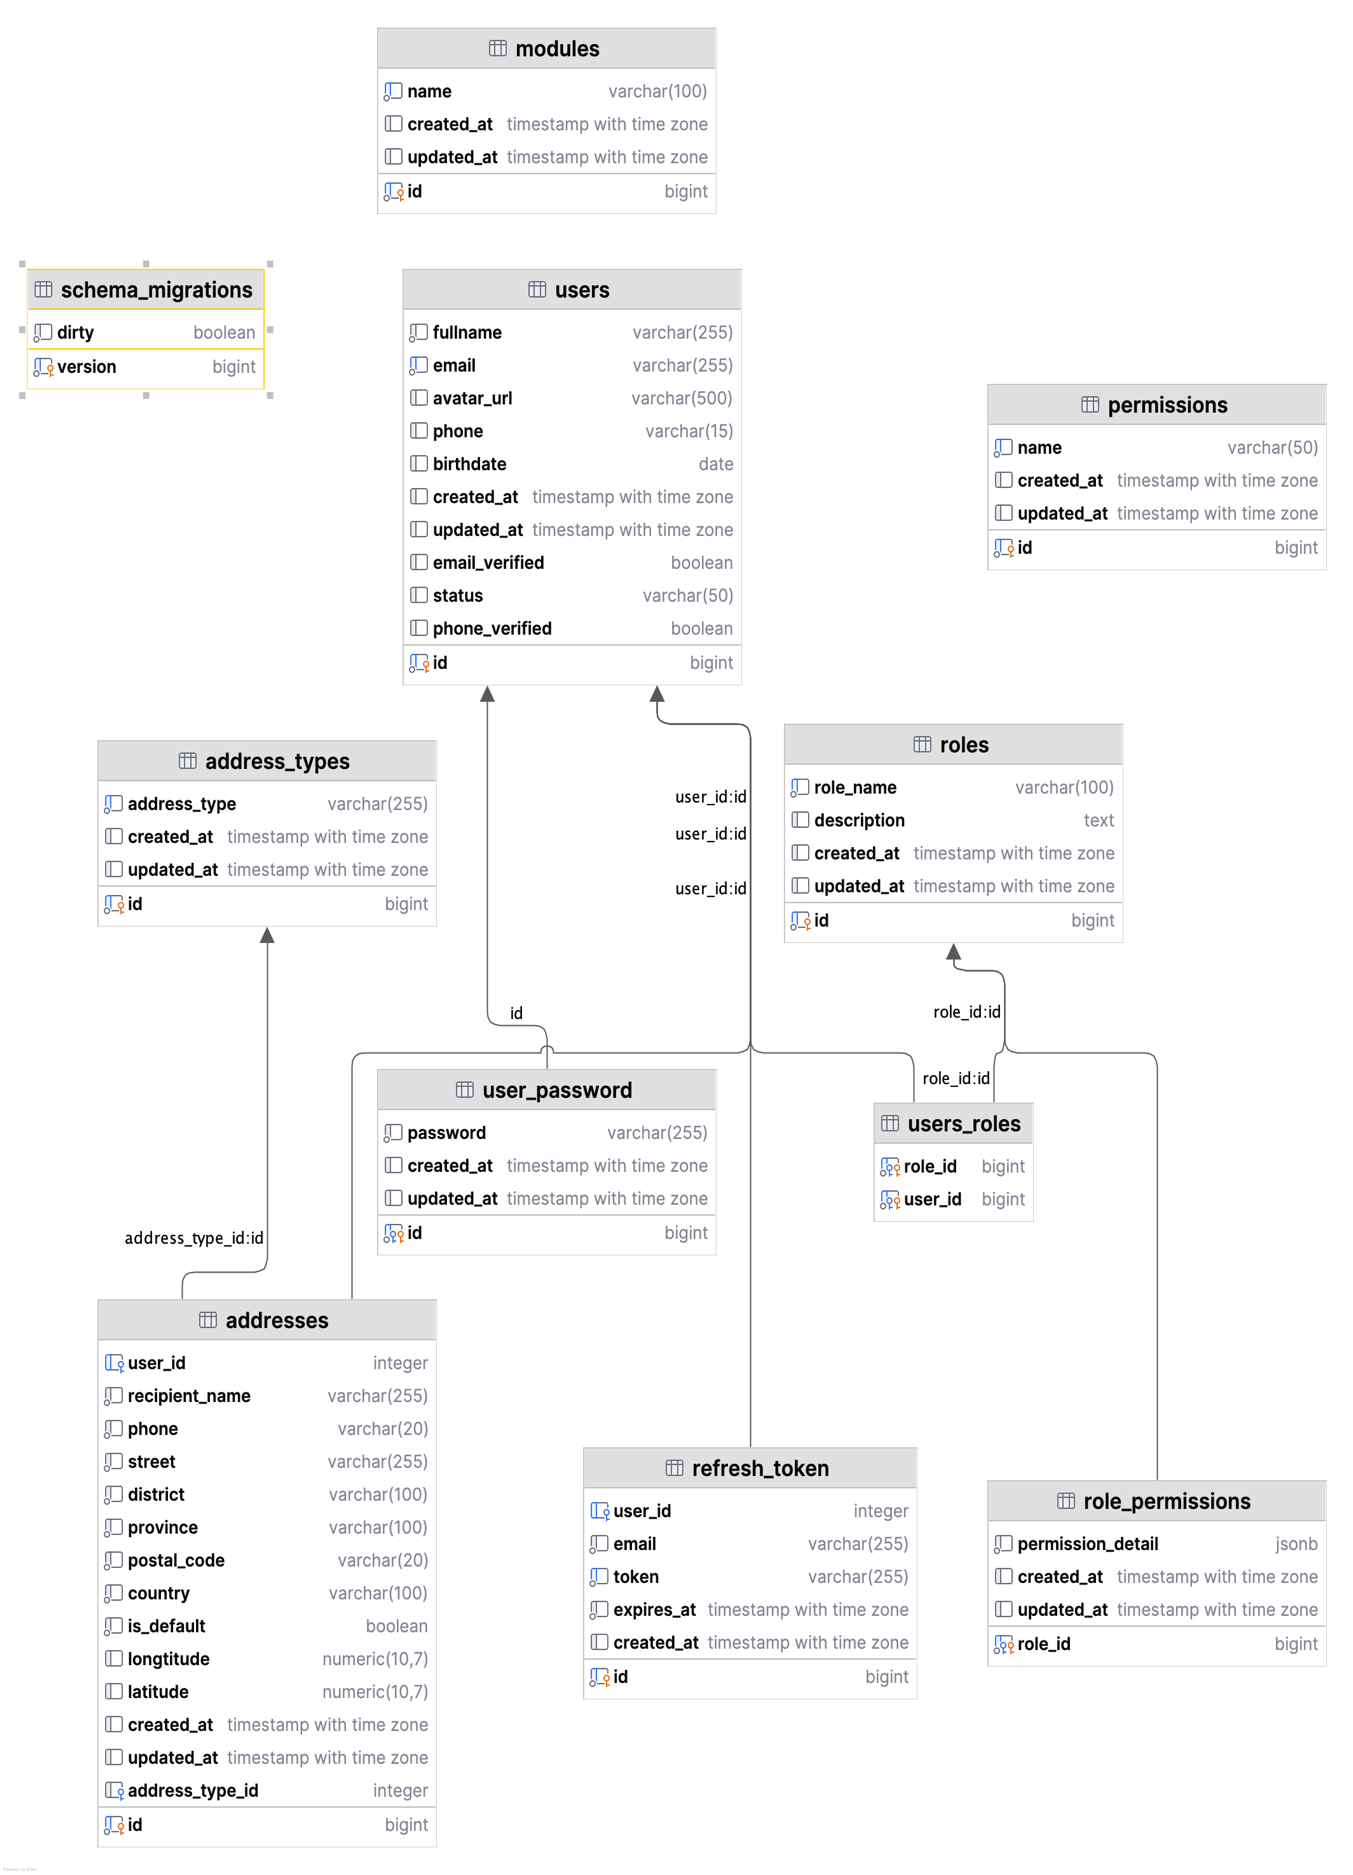 modules
name varchar(100)
created_at timestamp with time zone
updated_at timestamp with time zone
id bigint
schema_migrations
dirty boolean
version bigint
users
fullname varchar(255)
email varchar(255)
avatar_url varchar(500)
phone varchar(15)
birthdate date
created_at timestamp with time zone
updated_at timestamp with time zone
email_verified boolean
status varchar(50)
phone_verified boolean
id bigint
permissions
name varchar(50)
created_at timestamp with time zone
updated_at timestamp with time zone
id bigint
address_types
address_type varchar(255)
created_at timestamp with time zone
updated_at timestamp with time zone
id bigint
user_id:id
user_id:id
user_id:id
roles
role_name varchar(100)
description text
created_at timestamp with time zone
updated_at timestamp with time zone
id bigint
id
role_id:id
role_id:id
user_password
password varchar(255)
created_at timestamp with time zone
updated_at timestamp with time zone
id bigint
users_roles
role_id bigint
user_id bigint
address_type_id:id
addresses
user_id integer
recipient_name varchar(255)
phone varchar(20)
street varchar(255)
district varchar(100)
province varchar(100)
postal_code varchar(20)
country varchar(100)
is_default boolean
longtitude numeric(10,7)
latitude numeric(10,7)
created_at timestamp with time zone
updated_at timestamp with time zone
address_type_id integer
id bigint
refresh_token
user_id integer
email varchar(255)
token varchar(255)
expires_at timestamp with time zone
created_at timestamp with time zone
id bigint
role_permissions
permission_detail jsonb
created_at timestamp with time zone
updated_at timestamp with time zone
role_id bigint